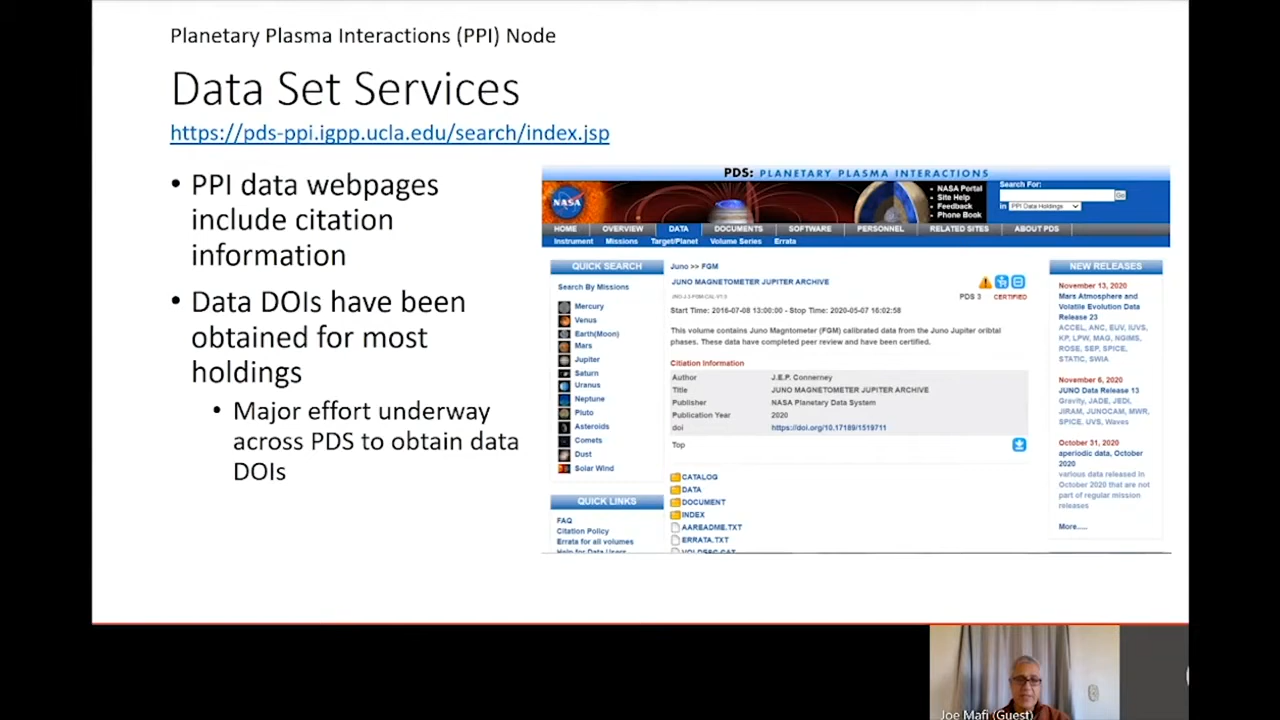 Planetary Plasma Interactions (PPI) Node
Data Set Services
https://pds-ppi.igpp.ucla.edu/search/index.jsp
• PPI data webpages
include citation
information
• Data DOIs have been
obtained for most
holdings
• Major effort underway
across PDS to obtain data
DOIs
PDS: PLANETARY PLASMA INTERACTIONS
NASA
• NASA Portal
• Site Help
• Feedback
• Phone Book
Search For:
Go
in PPI Data Holdings
HOME OVERVIEW DATA DOCUMENTS SOFTWARE PERSONNEL RELATED SITES ABOUT PDS
Instrument Missions Target/Planet Volume Series Errata
QUICK SEARCH
Search By Missions
Mercury
Venus
Earth(Moon)
Mars
Jupiter
Saturn
Uranus
Neptune
Pluto
Asteroids
Comets
Dust
Solar Wind
QUICK LINKS
FAQ
Citation Policy
Errata for all volumes
Help for Data Users
Juno >> FGM
JUNO MAGNETOMETER JUPITER ARCHIVE
PDS 3 CERTIFIED
Start Time: 2016-07-08 13:00:00 - Stop Time: 2020-05-07 16:02:58
This volume contains Juno Magntometer (FGM) calibrated data from the Juno Jupiter oribtal
phases. These data have completed peer review and have been certified.
Citation Information
Author J.E.P. Connerney
Title JUNO MAGNETOMETER JUPITER ARCHIVE
Publisher NASA Planetary Data System
Publication Year 2020
doi https://doi.org/10.17189/1519711
Top
CATALOG
DATA
DOCUMENT
INDEX
AAREADME.TXT
ERRATA.TXT
VOLDESC.CAT
NEW RELEASES
November 13, 2020
Mars Atmosphere and
Volatile Evolution Data
Release 23
ACCEL, ANC, EUV, IUVS,
KP, LPW, MAG, NGIMS,
ROSE, SEP, SPICE,
STATIC, SWIA
November 6, 2020
JUNO Data Release 13
Gravity, JADE, JEDI,
JIRAM, JUNOCAM, MWR,
SPICE, UVS, Waves
October 31, 2020
aperiodic data, October
2020
various data released in
October 2020 that are not
part of regular mission
releases
More.....
Joe Mafi (Guest)